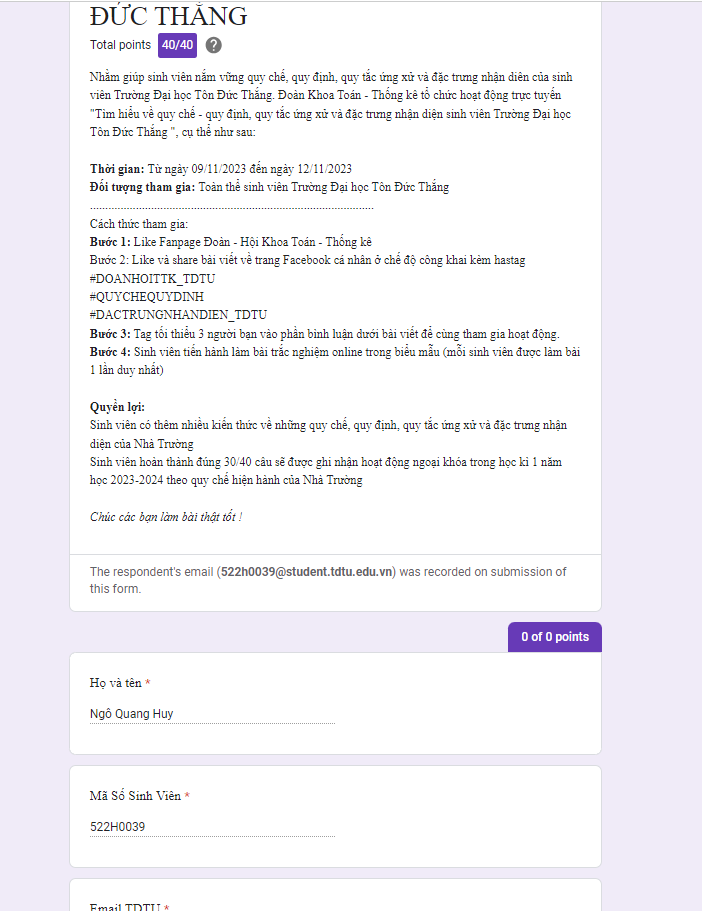 ĐỨC THẮNG
Total points 40/40 ?
Nhằm giúp sinh viên nắm vững quy chế, quy định, quy tắc ứng xử và đặc trưng nhận diên của sinh
viên Trường Đại học Tôn Đức Thắng. Đoàn Khoa Toán - Thống kê tổ chức hoạt động trực tuyến
"Tìm hiểu về quy chế - quy định, quy tắc ứng xử và đặc trưng nhận diện sinh viên Trường Đại học
Tôn Đức Thắng ", cụ thể như sau:
Thời gian: Từ ngày 09/11/2023 đến ngày 12/11/2023
Đối tượng tham gia: Toàn thể sinh viên Trường Đại học Tôn Đức Thắng
...............................................................................................
Cách thức tham gia:
Bước 1: Like Fanpage Đoàn - Hội Khoa Toán - Thống kê
Bước 2: Like và share bài viết về trang Facebook cá nhân ở chế độ công khai kèm hastag
#DOANHOITTK_TDTU
#QUYCHEQUYDINH
#DACTRUNGNHANDIEN_TDTU
Bước 3: Tag tối thiểu 3 người bạn vào phần bình luận dưới bài viết để cùng tham gia hoạt động.
Bước 4: Sinh viên tiến hành làm bài trắc nghiệm online trong biểu mẫu (mỗi sinh viên được làm bài
1 lần duy nhất)
Quyền lợi:
Sinh viên có thêm nhiều kiến thức về những quy chế, quy định, quy tắc ứng xử và đặc trưng nhận
diện của Nhà Trường
Sinh viên hoàn thành đúng 30/40 câu sẽ được ghi nhận hoạt động ngoại khóa trong học kì 1 năm
học 2023-2024 theo quy chế hiện hành của Nhà Trường
Chúc các bạn làm bài thật tốt !
The respondent's email (522h0039@student.tdtu.edu.vn) was recorded on submission of
this form.
0 of 0 points
Họ và tên *
Ngô Quang Huy
Mã Số Sinh Viên *
522H0039
Email TDTU *